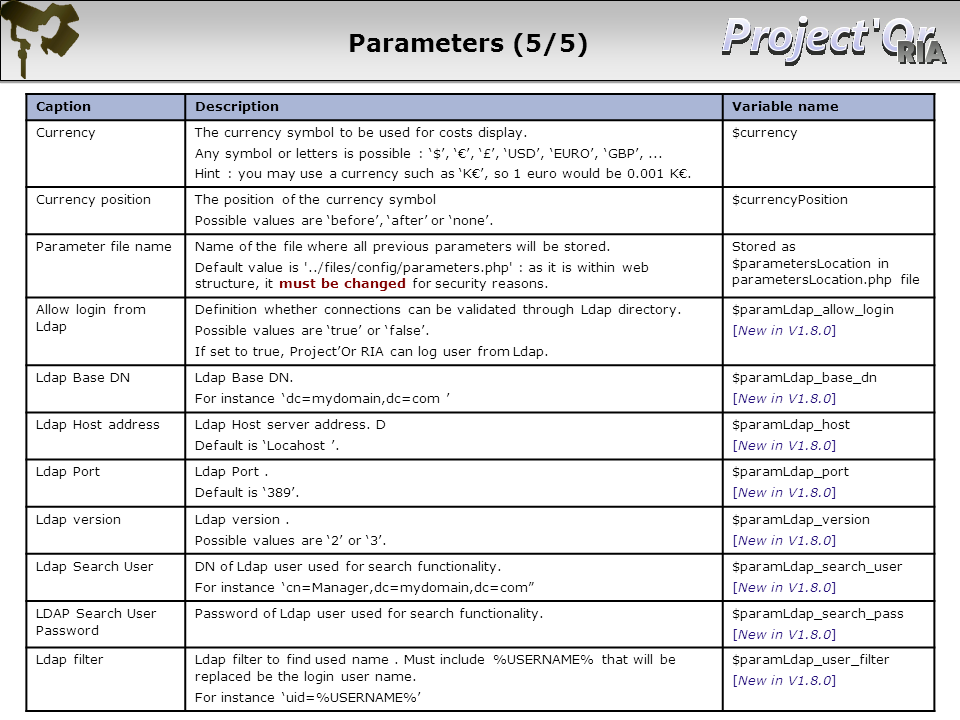 Parameters (5/5)
Project'Or
RIA
Caption
Description
Variable name
Currency
The currency symbol to be used for costs display.
Any symbol or letters is possible : ‘$’, ‘€’, ‘£’, ‘USD’, ‘EURO’, ‘GBP’, ...
Hint : you may use a currency such as ‘K€’, so 1 euro would be 0.001 K€.
$currency
Currency position
The position of the currency symbol
Possible values are ‘before’, ‘after’ or ‘none’.
$currencyPosition
Parameter file name
Name of the file where all previous parameters will be stored.
Default value is '../files/config/parameters.php' : as it is within web
structure, it must be changed for security reasons.
Stored as
$parametersLocation in
parametersLocation.php file
Allow login from
Ldap
Definition whether connections can be validated through Ldap directory.
Possible values are ‘true’ or ‘false’.
If set to true, Project’Or RIA can log user from Ldap.
$paramLdap_allow_login
[New in V1.8.0]
Ldap Base DN
Ldap Base DN.
For instance ‘dc=mydomain,dc=com ’
$paramLdap_base_dn
[New in V1.8.0]
Ldap Host address
Ldap Host server address. D
Default is ‘Locahost ’.
$paramLdap_host
[New in V1.8.0]
Ldap Port
Ldap Port .
Default is ‘389’.
$paramLdap_port
[New in V1.8.0]
Ldap version
Ldap version .
Possible values are ‘2’ or ‘3’.
$paramLdap_version
[New in V1.8.0]
Ldap Search User
DN of Ldap user used for search functionality.
For instance ‘cn=Manager,dc=mydomain,dc=com”
$paramLdap_search_user
[New in V1.8.0]
LDAP Search User
Password
Password of Ldap user used for search functionality.
$paramLdap_search_pass
[New in V1.8.0]
Ldap filter
Ldap filter to find used name . Must include %USERNAME% that will be
replaced be the login user name.
For instance ‘uid=%USERNAME%’
$paramLdap_user_filter
[New in V1.8.0]